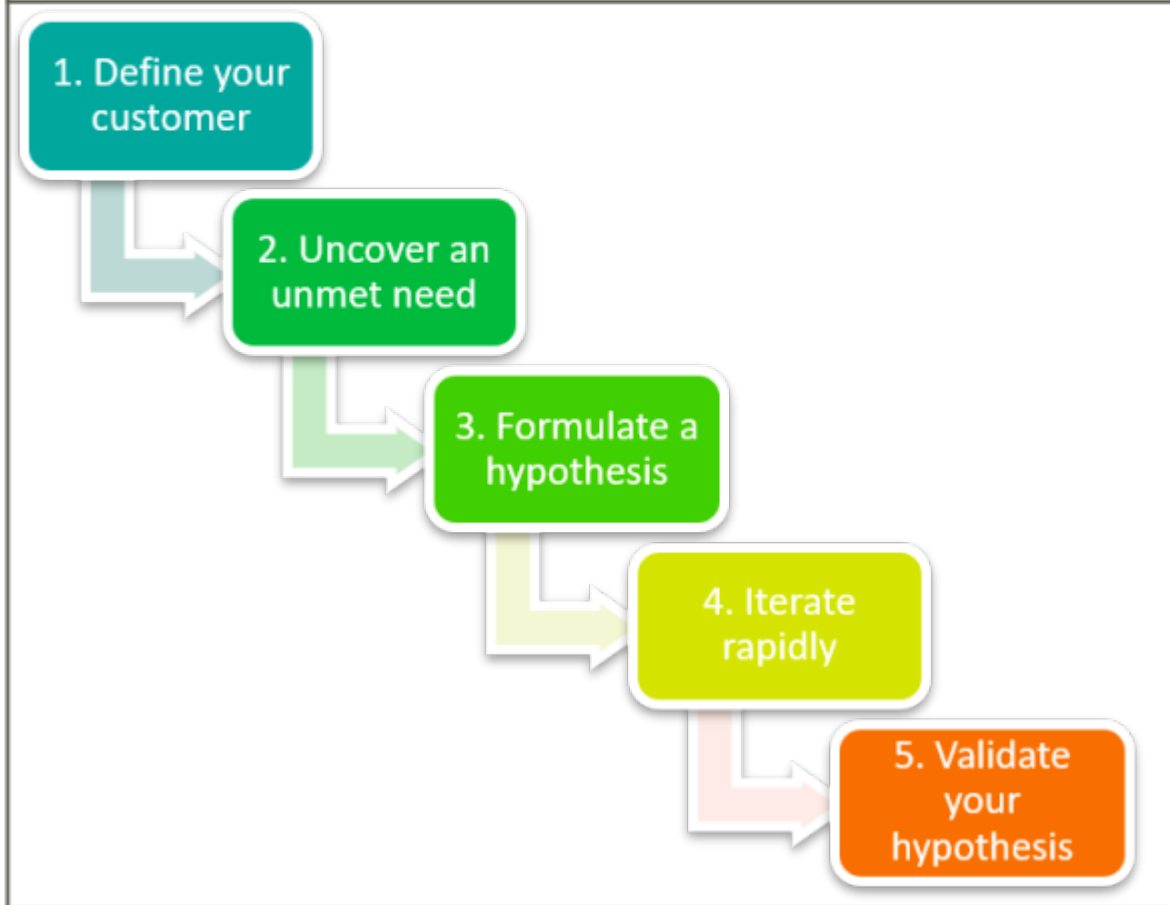 1. Define your
customer
2. Uncover an
unmet need
3. Formulate a
hypothesis
4. Iterate
rapidly
5. Validate
your
hypothesis